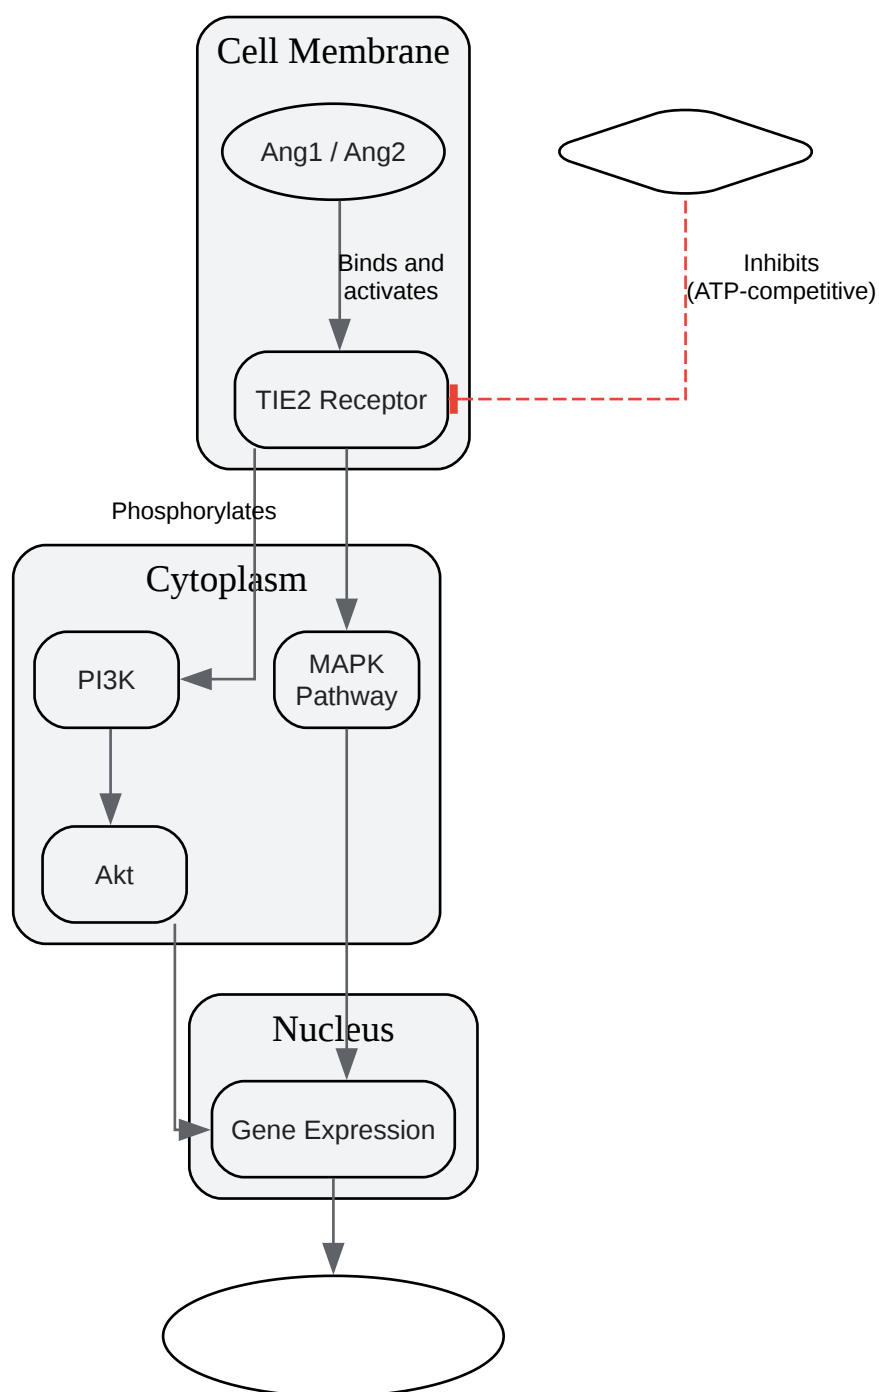 Cell Membrane
Ang1 / Ang2
Binds and
activates
Inhibits
(ATP-competitive)
TIE2 Receptor
Phosphorylates
Cytoplasm
PI3K
MAPK
Pathway
Akt
Nucleus
Gene Expression